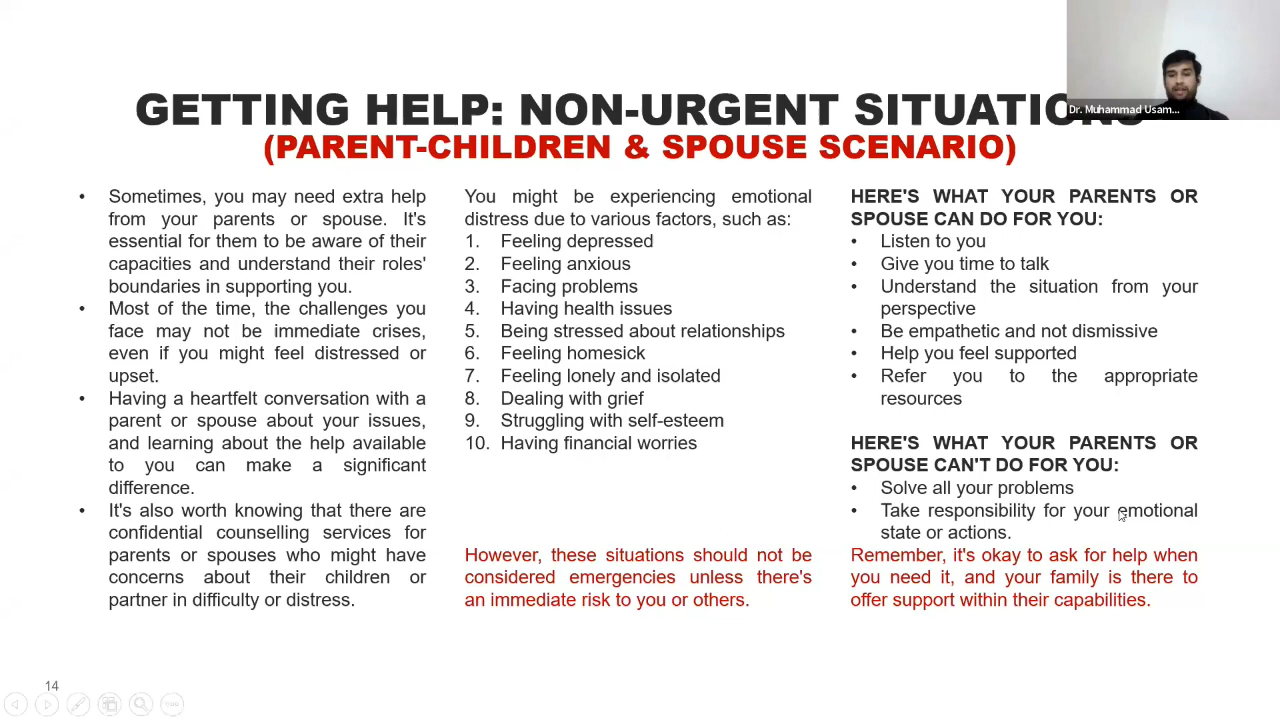 GETTING HELP: NON-URGENT SITUATIONS
(PARENT-CHILDREN & SPOUSE SCENARIO)
Dr. Muhammad Usam...
• Sometimes, you may need extra help
from your parents or spouse. It's
essential for them to be aware of their
capacities and understand their roles'
boundaries in supporting you.
• Most of the time, the challenges you
face may not be immediate crises,
even if you might feel distressed or
upset.
• Having a heartfelt conversation with a
parent or spouse about your issues,
and learning about the help available
to you can make a significant
difference.
• It's also worth knowing that there are
confidential counselling services for
parents or spouses who might have
concerns about their children or
partner in difficulty or distress.
You might be experiencing emotional
distress due to various factors, such as:
1. Feeling depressed
2. Feeling anxious
3. Facing problems
4. Having health issues
5. Being stressed about relationships
6. Feeling homesick
7. Feeling lonely and isolated
8. Dealing with grief
9. Struggling with self-esteem
10. Having financial worries
However, these situations should not be
considered emergencies unless there's
an immediate risk to you or others.
HERE'S WHAT YOUR PARENTS OR
SPOUSE CAN DO FOR YOU:
• Listen to you
• Give you time to talk
• Understand the situation from your
perspective
• Be empathetic and not dismissive
• Help you feel supported
• Refer you to the appropriate
resources
HERE'S WHAT YOUR PARENTS OR
SPOUSE CAN'T DO FOR YOU:
• Solve all your problems
• Take responsibility for your emotional
state or actions.
Remember, it's okay to ask for help when
you need it, and your family is there to
offer support within their capabilities.
14